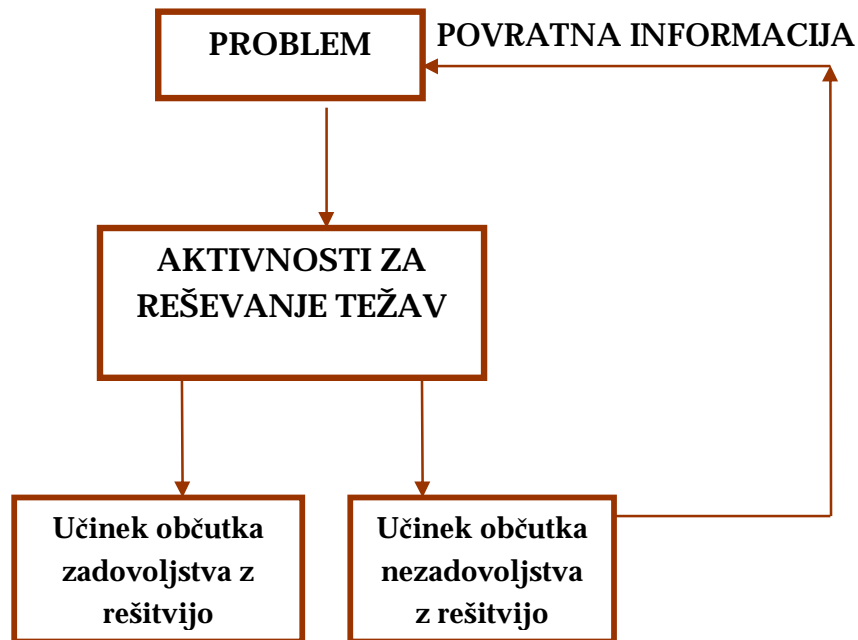 PROBLEM
POVRATNA INFORMACIJA
AKTIVNOSTI ZA
REŠEVANJE TEŽAV
Učinek občutka
zadovoljstva z
rešitvijo
Učinek občutka
nezadovoljstva
z rešitvijo